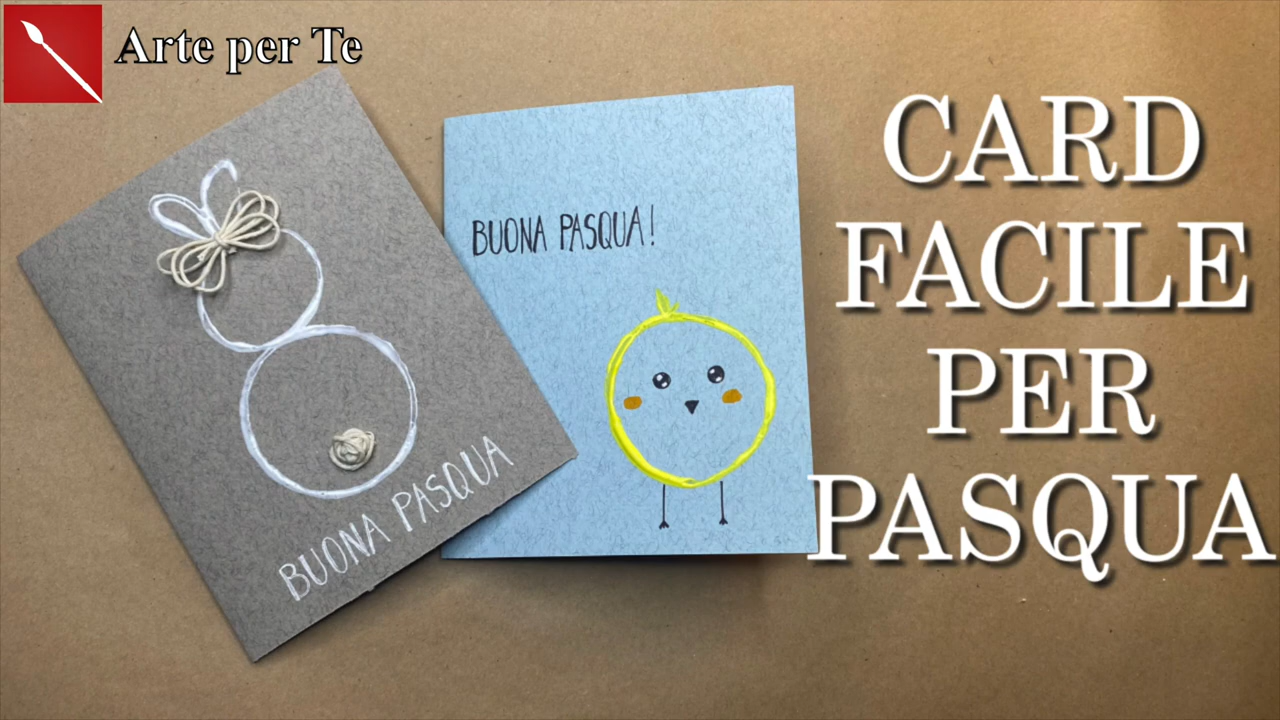 Arte per Te
BUONA PASQUA
BUONA PASQUA!
CARD
FACILE
PER
PASQUA